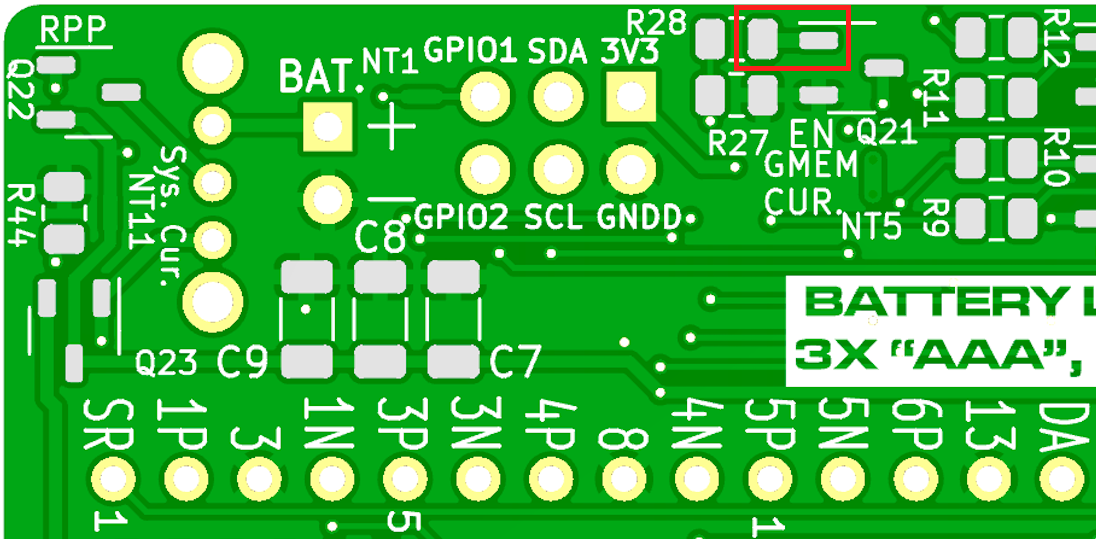 RPP
R28
R12
Q22
BAT.
NT1
GPIO1 SDA 3V3
R11
R27
EN
Q21
GMEM
CUR.
R10
Sys. Cur.
NT11
R44
GPIO2 SCL GNDD
NT5
R9
C8
BATTERY L
3X "AAA",
Q23
C9
C7
SR 1P 3 1N 3P 3N 4P 8 4N 5P 5N 6P 13 DA
1 5 1